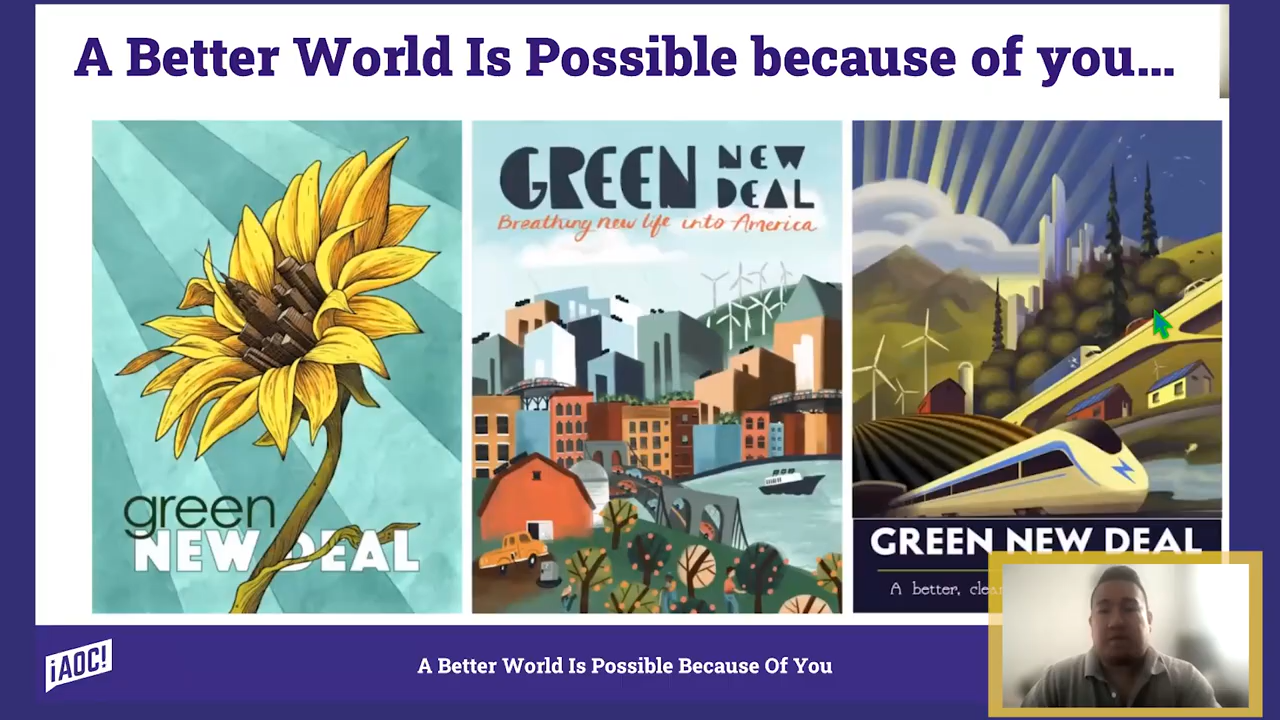 A Better World Is Possible because of you...
green
NEW DEAL
GREEN NEW
DEAL
Breathing new life into America
GREEN NEW DEAL
A better,
¡AOC!
A Better World Is Possible Because Of You